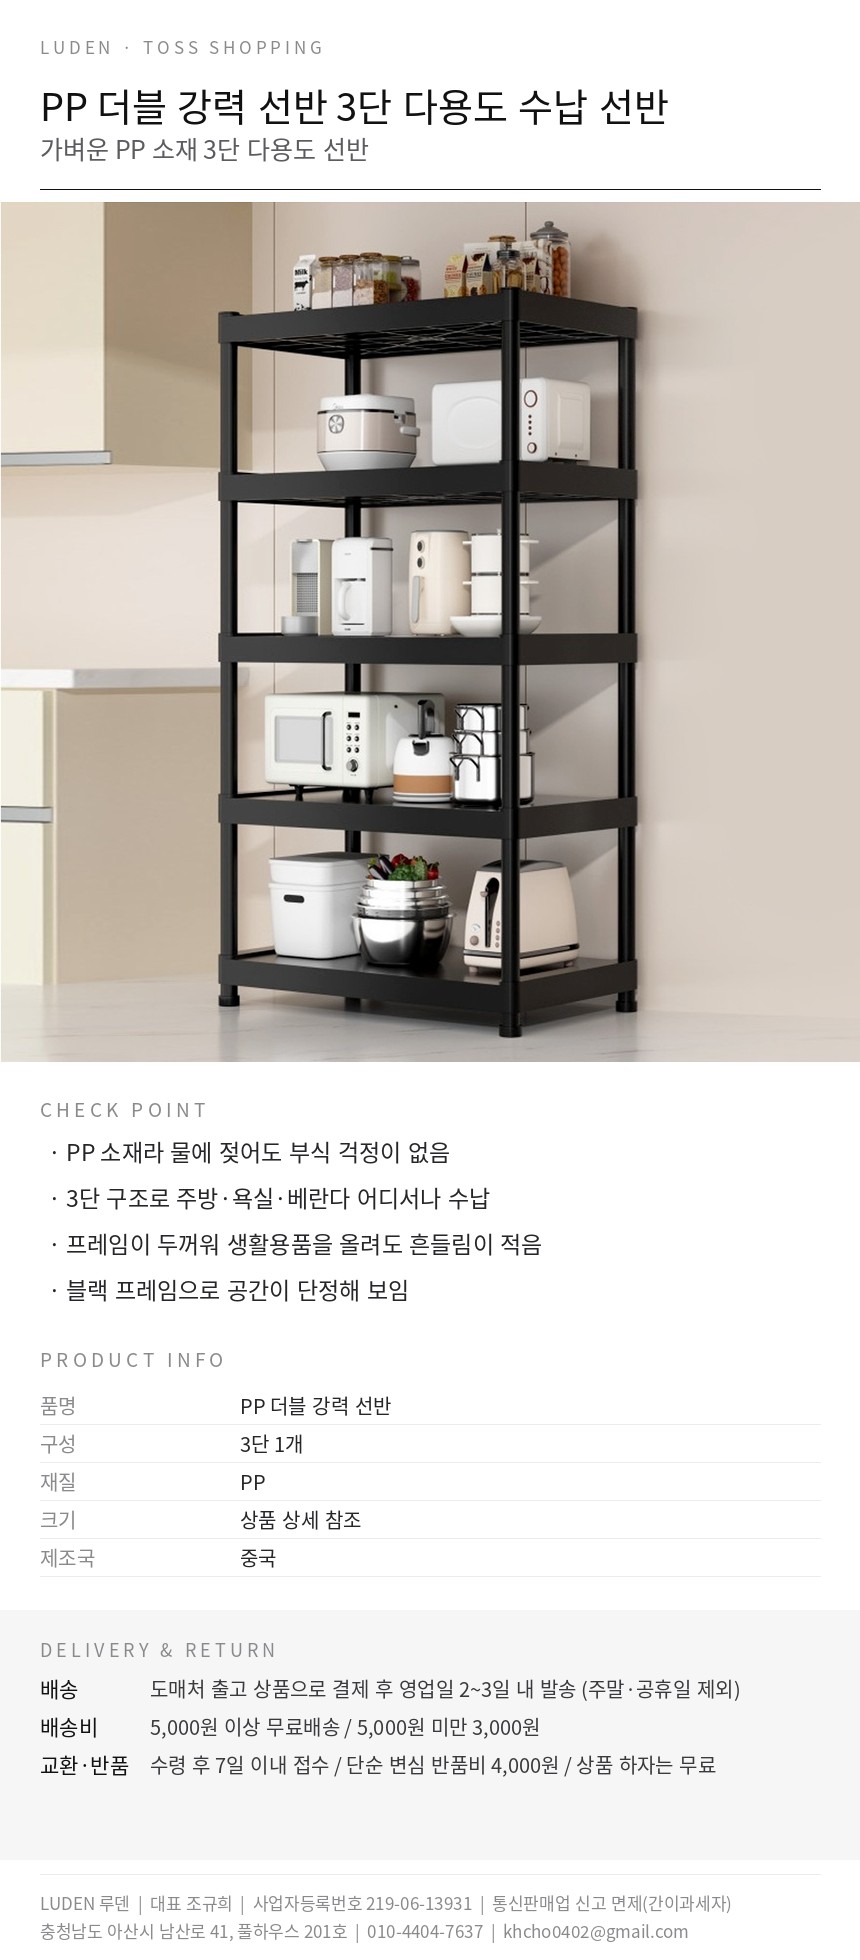 LUDEN · TOSS SHOPPING
PP 더블 강력 선반 3단 다용도 수납 선반
가벼운 PP 소재 3단 다용도 선반
Milk
CHECK POINT
· PP 소재라 물에 젖어도 부식 걱정이 없음
· 3단 구조로 주방·욕실·베란다 어디서나 수납
· 프레임이 두꺼워 생활용품을 올려도 흔들림이 적음
· 블랙 프레임으로 공간이 단정해 보임
PRODUCT INFO
품명 PP 더블 강력 선반
구성 3단 1개
재질 PP
크기 상품 상세 참조
제조국 중국
DELIVERY & RETURN
배송 도매처 출고 상품으로 결제 후 영업일 2~3일 내 발송 (주말·공휴일 제외)
배송비 5,000원 이상 무료배송 / 5,000원 미만 3,000원
교환·반품 수령 후 7일 이내 접수 / 단순 변심 반품비 4,000원 / 상품 하자는 무료
LUDEN 루덴 | 대표 조규희 | 사업자등록번호 219-06-13931 | 통신판매업 신고 면제(간이과세자)
충청남도 아산시 남산로 41, 풀하우스 201호 | 010-4404-7637 | khcho0402@gmail.com